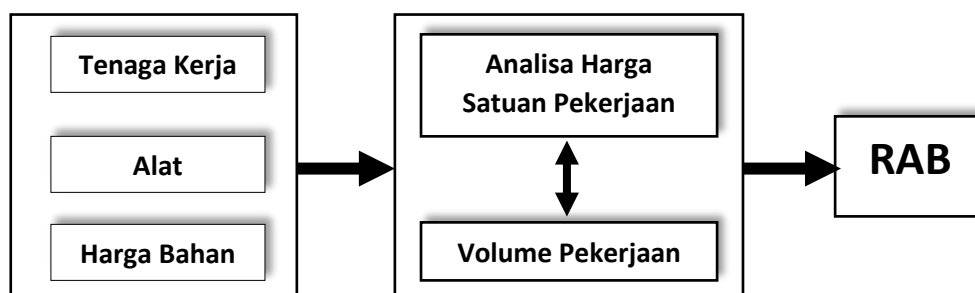 Tenaga Kerja
Alat
Harga Bahan
Analisa Harga
Satuan Pekerjaan
Volume Pekerjaan
RAB